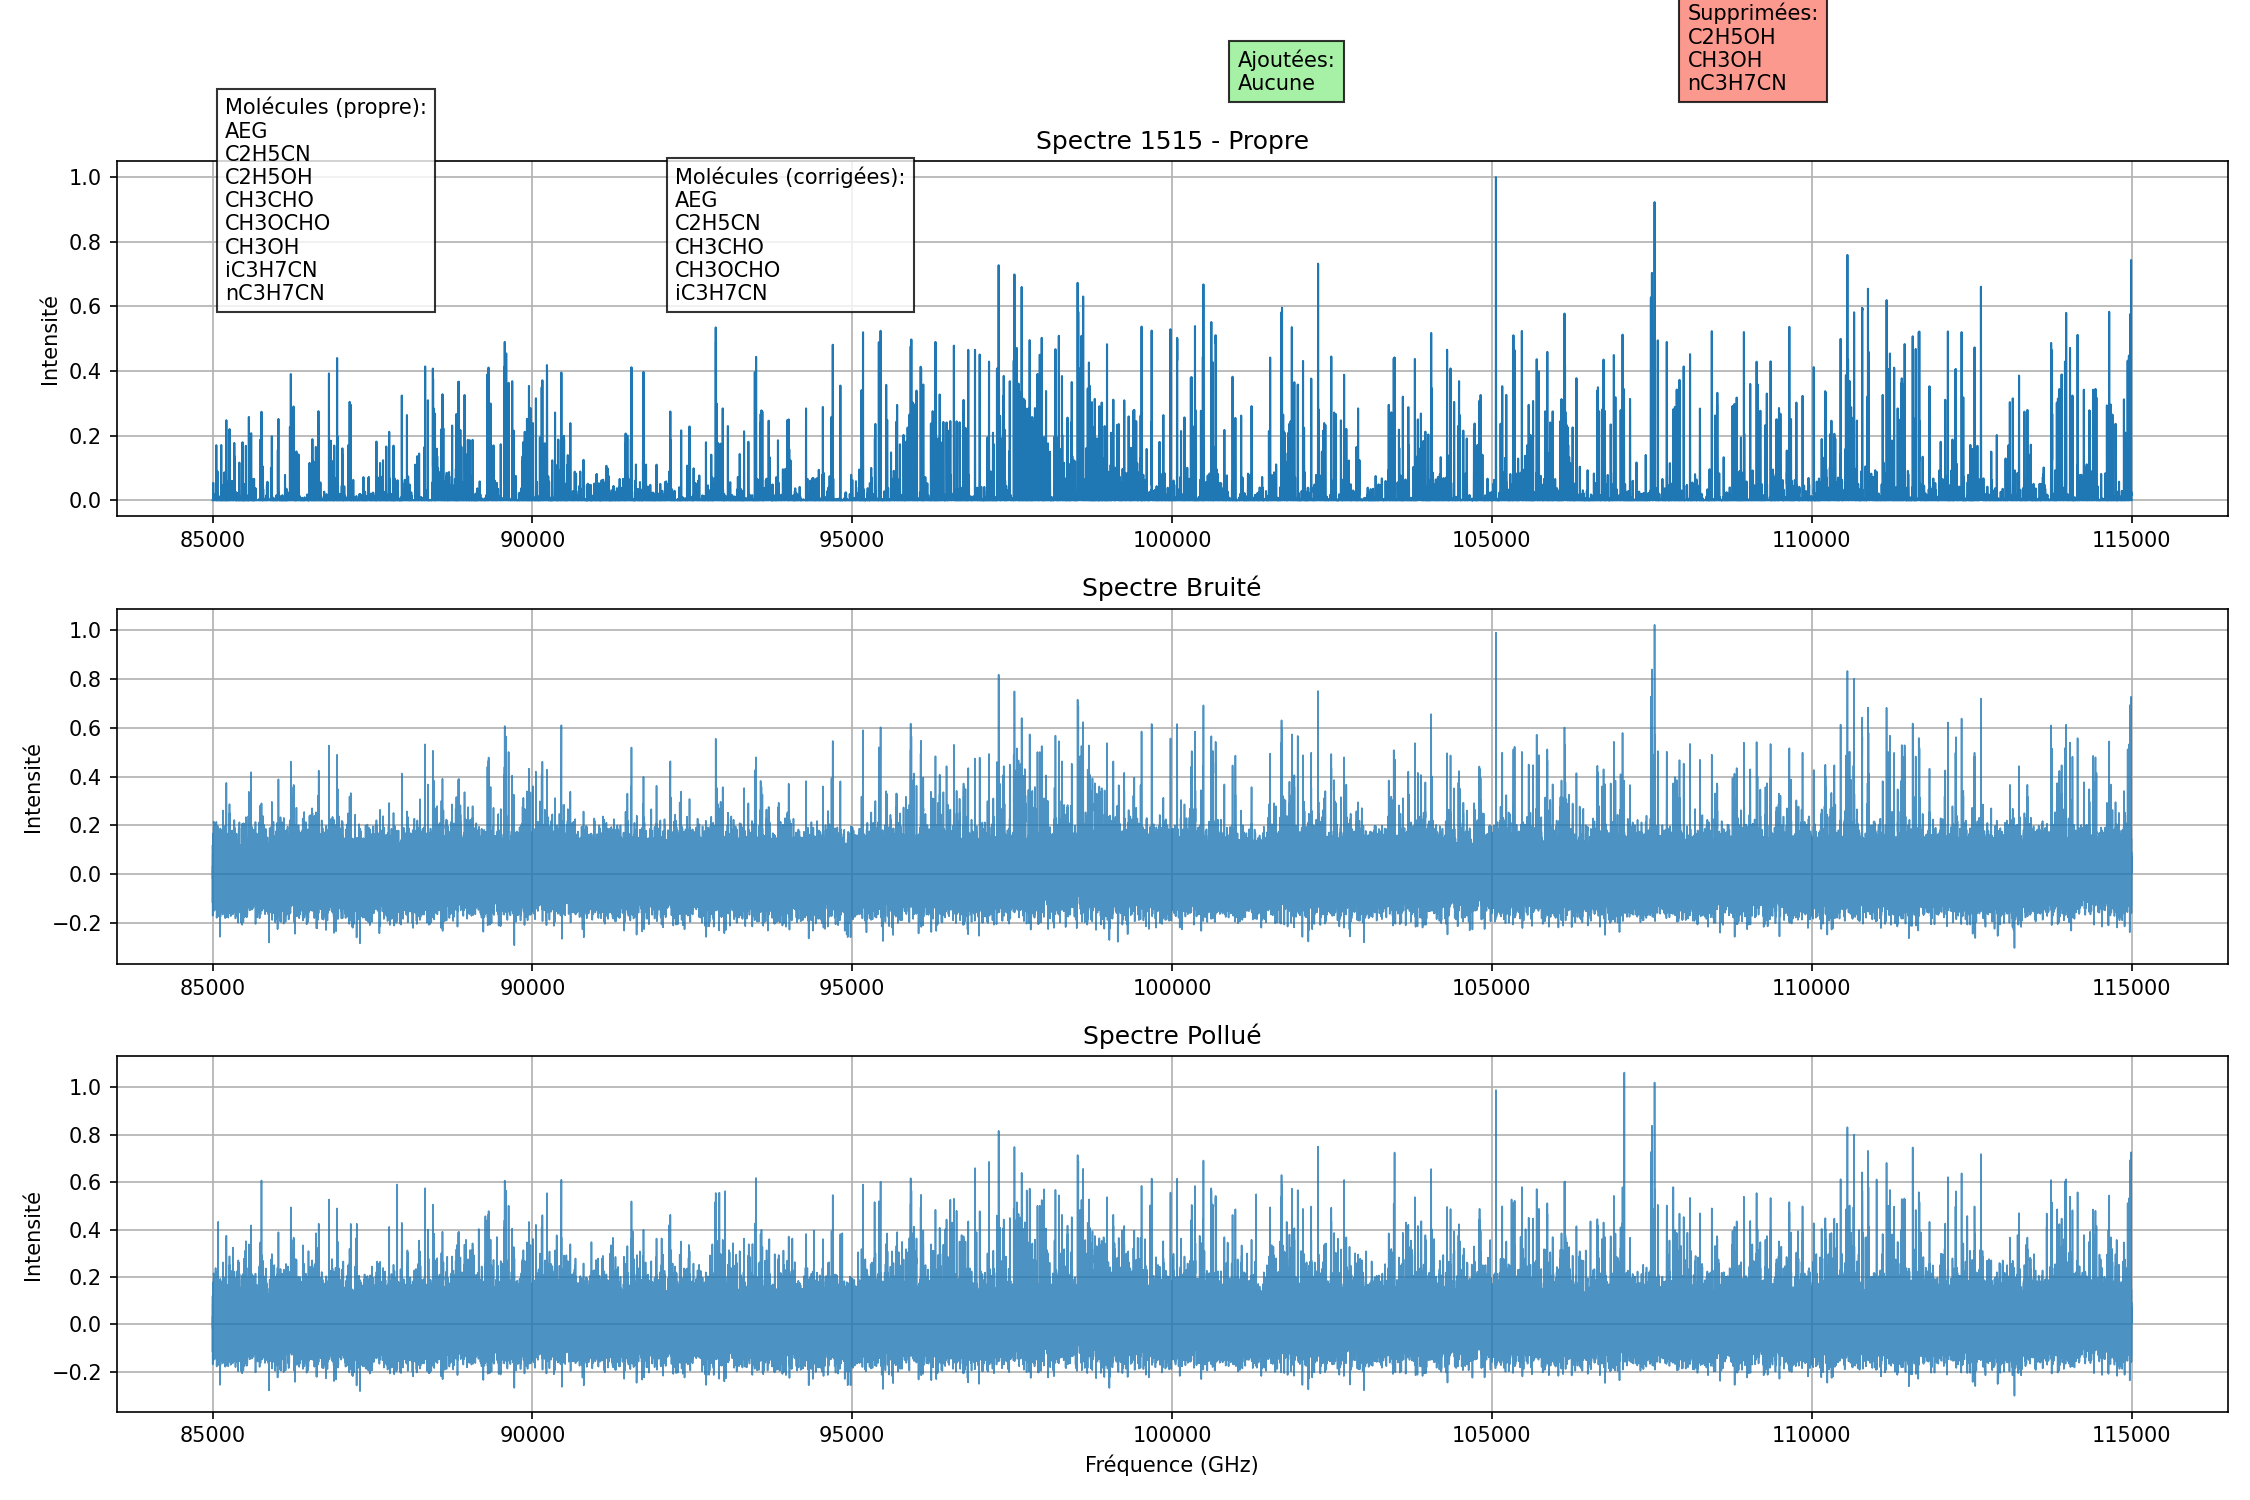 Supprimées:
C2H5OH
CH3OH
nC3H7CN
Ajoutées:
Aucune
Molécules (propre):
AEG
C2H5CN
C2H5OH
CH3CHO
CH3OCHO
CH3OH
iC3H7CN
nC3H7CN
Molécules (corrigées):
AEG
C2H5CN
CH3CHO
CH3OCHO
iC3H7CN
Spectre 1515 - Propre
Intensité
1.0
0.8
0.6
0.4
0.2
0.0
85000 90000 95000 100000 105000 110000 115000
Spectre Bruité
Intensité
1.0
0.8
0.6
0.4
0.2
0.0
−0.2
85000 90000 95000 100000 105000 110000 115000
Spectre Pollué
Intensité
1.0
0.8
0.6
0.4
0.2
0.0
−0.2
85000 90000 95000 100000 105000 110000 115000
Fréquence (GHz)